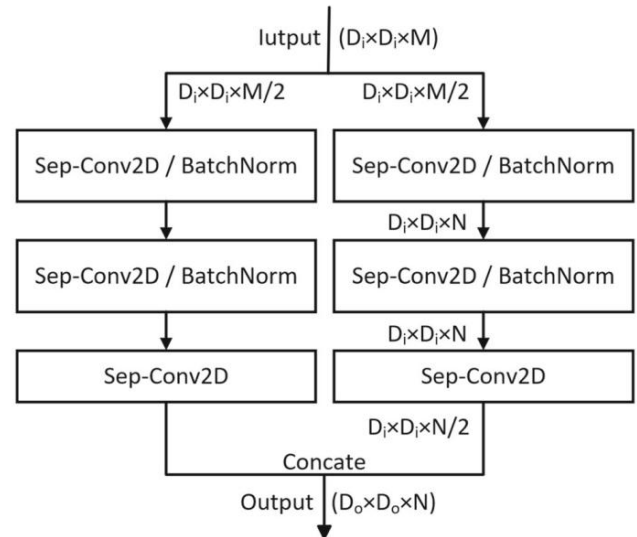 Iutput (Dᵢ×Dᵢ×M)
Dᵢ×Dᵢ×M/2 Dᵢ×Dᵢ×M/2
Sep-Conv2D / BatchNorm Sep-Conv2D / BatchNorm
Dᵢ×Dᵢ×N
Sep-Conv2D / BatchNorm Sep-Conv2D / BatchNorm
Dᵢ×Dᵢ×N
Sep-Conv2D Sep-Conv2D
Dᵢ×Dᵢ×N/2
Concate
Output (Dₒ×Dₒ×N)